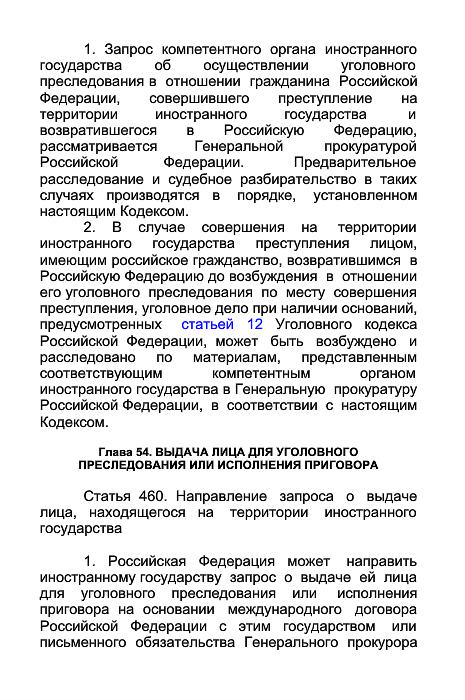 1. Запрос компетентного органа иностранного
государства об осуществлении уголовного
преследования в отношении гражданина Российской
Федерации, совершившего преступление на
территории иностранного государства и
возвратившегося в Российскую Федерацию,
рассматривается Генеральной прокуратурой
Российской Федерации. Предварительное
расследование и судебное разбирательство в таких
случаях производятся в порядке, установленном
настоящим Кодексом.
2. В случае совершения на территории
иностранного государства преступления лицом,
имеющим российское гражданство, возвратившимся в
Российскую Федерацию до возбуждения в отношении
его уголовного преследования по месту совершения
преступления, уголовное дело при наличии оснований,
предусмотренных статьей 12 Уголовного кодекса
Российской Федерации, может быть возбуждено и
расследовано по материалам, представленным
соответствующим компетентным органом
иностранного государства в Генеральную прокуратуру
Российской Федерации, в соответствии с настоящим
Кодексом.
Глава 54. ВЫДАЧА ЛИЦА ДЛЯ УГОЛОВНОГО
ПРЕСЛЕДОВАНИЯ ИЛИ ИСПОЛНЕНИЯ ПРИГОВОРА
Статья 460. Направление запроса о выдаче
лица, находящегося на территории иностранного
государства
1. Российская Федерация может направить
иностранному государству запрос о выдаче ей лица
для уголовного преследования или исполнения
приговора на основании международного договора
Российской Федерации с этим государством или
письменного обязательства Генерального прокурора